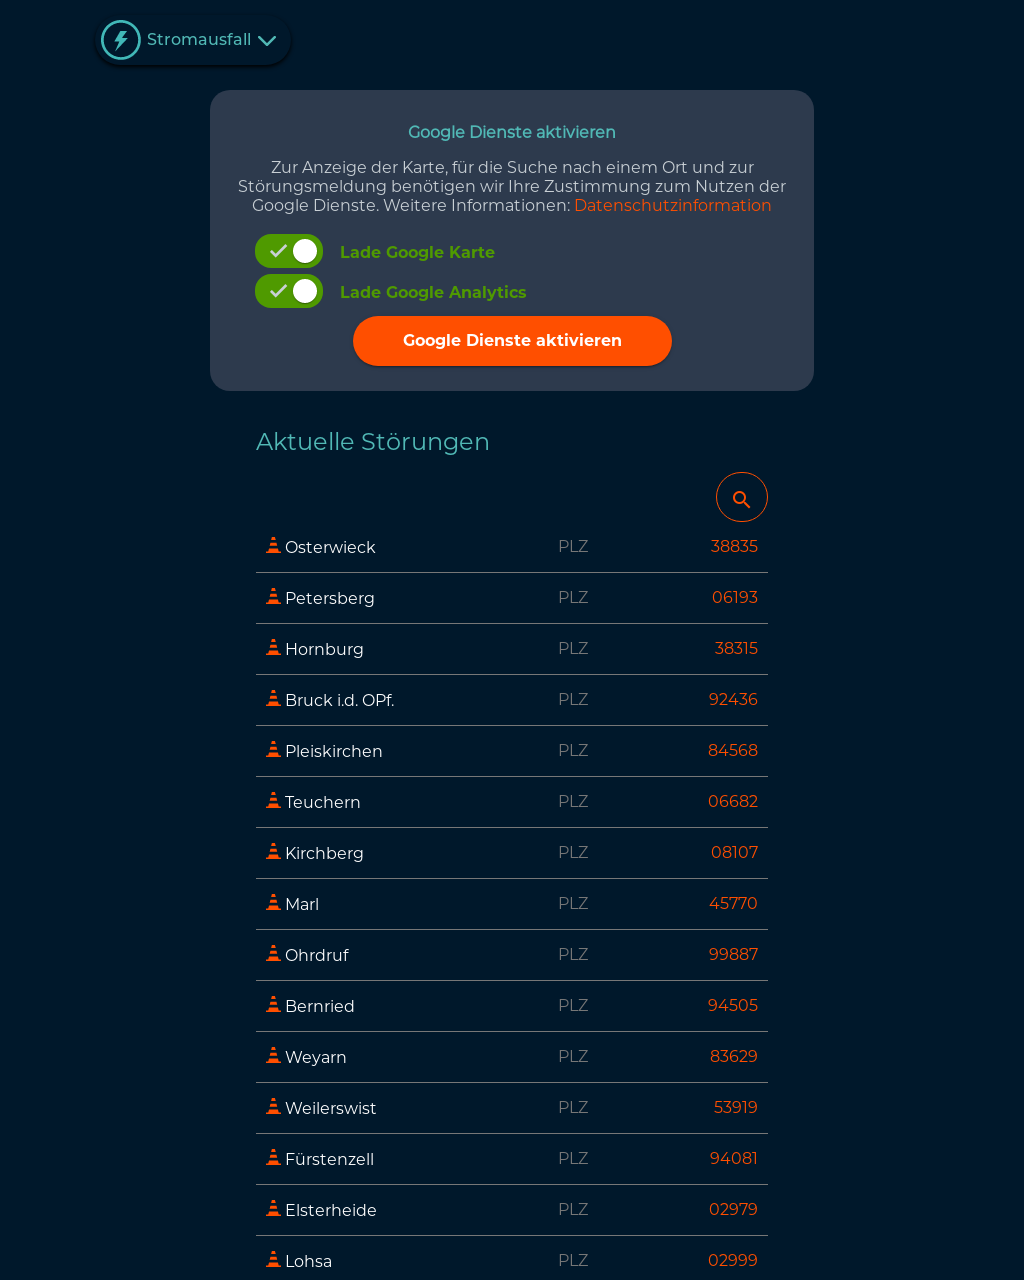 Stromausfall
Google Dienste aktivieren
Zur Anzeige der Karte, für die Suche nach einem Ort und zur
Störungsmeldung benötigen wir Ihre Zustimmung zum Nutzen der
Google Dienste. Weitere Informationen: Datenschutzinformation
Lade Google Karte
Lade Google Analytics
Google Dienste aktivieren
Aktuelle Störungen
Osterwieck PLZ 38835
Petersberg PLZ 06193
Hornburg PLZ 38315
Bruck i.d. OPf. PLZ 92436
Pleiskirchen PLZ 84568
Teuchern PLZ 06682
Kirchberg PLZ 08107
Marl PLZ 45770
Ohrdruf PLZ 99887
Bernried PLZ 94505
Weyarn PLZ 83629
Weilerswist PLZ 53919
Fürstenzell PLZ 94081
Elsterheide PLZ 02979
Lohsa PLZ 02999